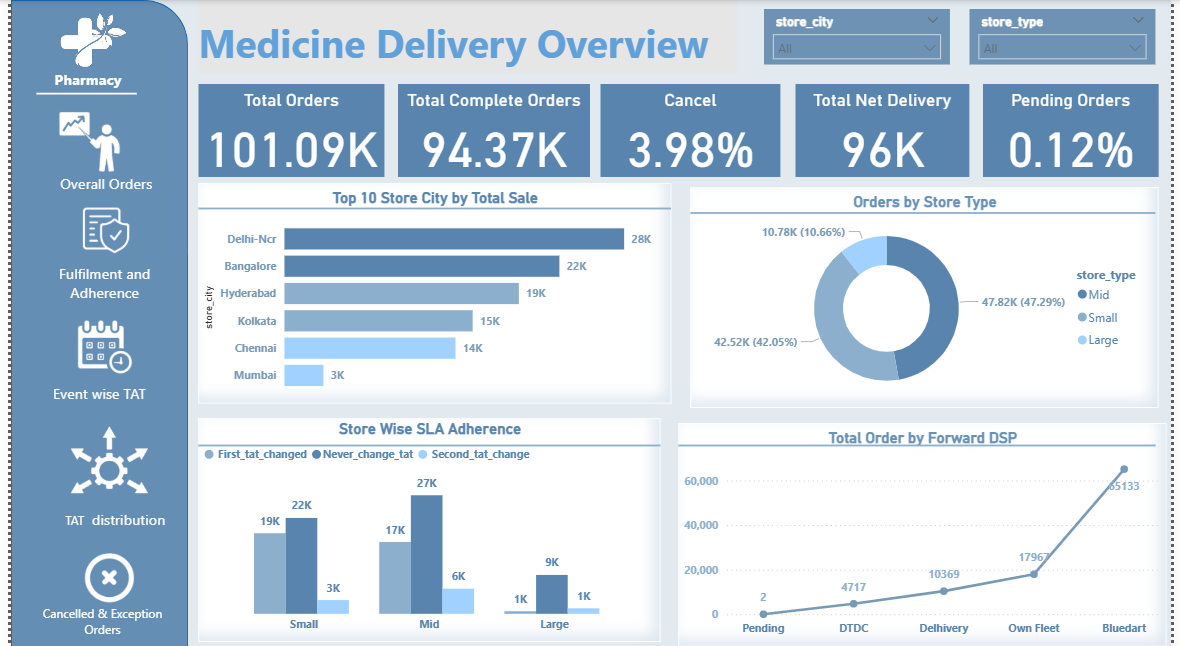 Pharmacy
Overall Orders
Fulfilment and
Adherence
Event wise TAT
TAT distribution
Cancelled & Exception
Orders
Medicine Delivery Overview
store_city
All
store_type
All
Total Orders
101.09K
Total Complete Orders
94.37K
Cancel
3.98%
Total Net Delivery
96K
Pending Orders
0.12%
Top 10 Store City by Total Sale
store_city
Delhi-Ncr 28K
Bangalore 22K
Hyderabad 19K
Kolkata 15K
Chennai 14K
Mumbai 3K
Orders by Store Type
10.78K (10.66%)
47.82K (47.29%)
42.52K (42.05%)
store_type
Mid
Small
Large
Store Wise SLA Adherence
First_tat_changed Never_change_tat Second_tat_change
19K 22K 3K
17K 27K 6K
1K 9K 1K
Small Mid Large
Total Order by Forward DSP
60,000
40,000
20,000
0
2 4717 10369 17967 65133
Pending DTDC Delhivery Own Fleet Bluedart